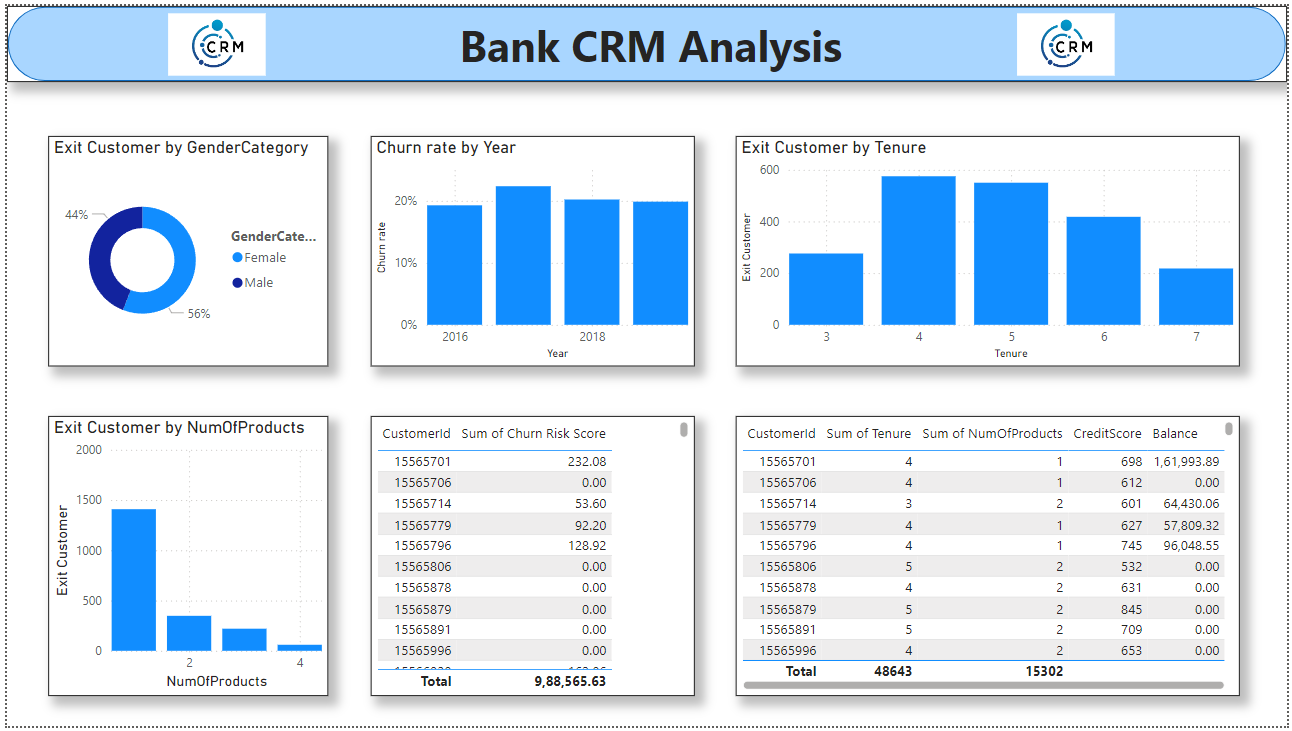 CRM
Bank CRM Analysis
CRM
Exit Customer by GenderCategory
44%
56%
GenderCate...
Female
Male
Churn rate by Year
Churn rate
20%
10%
0%
2016
2018
Year
Exit Customer by Tenure
Exit Customer
600
400
200
0
3 4 5 6 7
Tenure
Exit Customer by NumOfProducts
Exit Customer
2000
1500
1000
500
0
2 4
NumOfProducts
CustomerId Sum of Churn Risk Score
15565701 232.08
15565706 0.00
15565714 53.60
15565779 92.20
15565796 128.92
15565806 0.00
15565878 0.00
15565879 0.00
15565891 0.00
15565996 0.00
Total 9,88,565.63
CustomerId Sum of Tenure Sum of NumOfProducts CreditScore Balance
15565701 4 1 698 1,61,993.89
15565706 4 1 612 0.00
15565714 3 2 601 64,430.06
15565779 4 1 627 57,809.32
15565796 4 1 745 96,048.55
15565806 5 2 532 0.00
15565878 4 2 631 0.00
15565879 5 2 845 0.00
15565891 5 2 709 0.00
15565996 4 2 653 0.00
Total 48643 15302